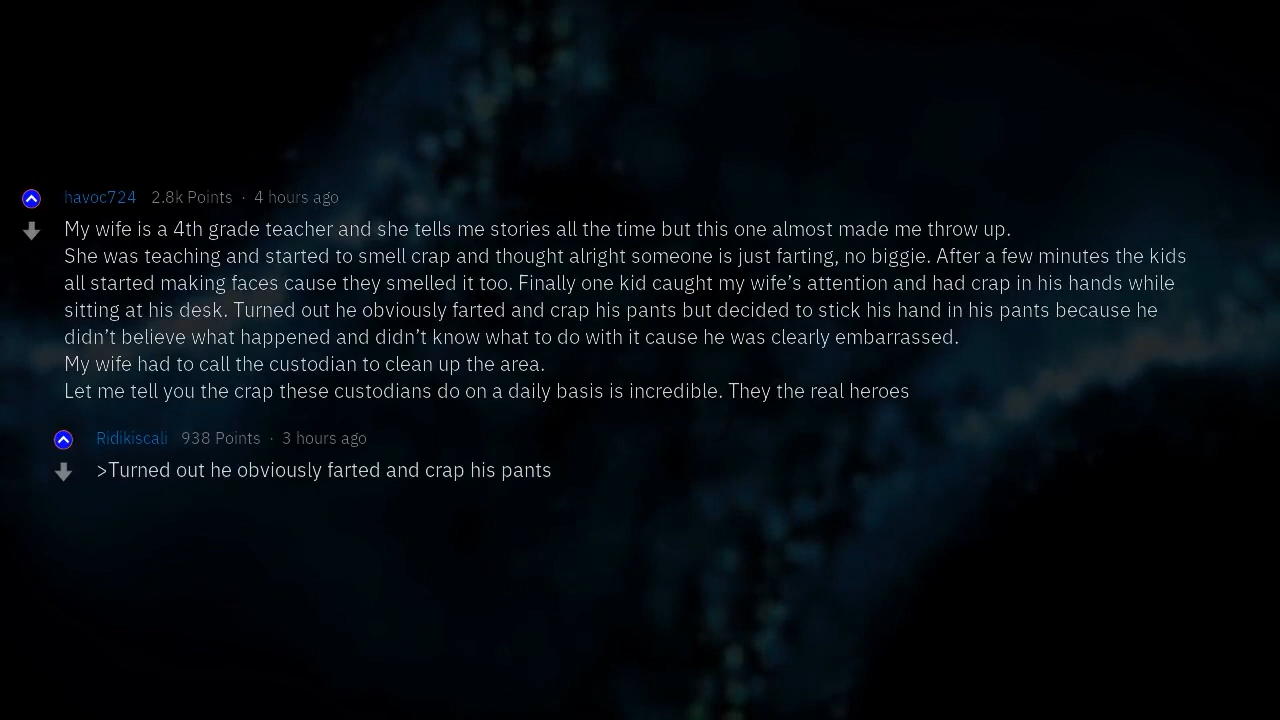 havoc724 2.8k Points · 4 hours ago
My wife is a 4th grade teacher and she tells me stories all the time but this one almost made me throw up.
She was teaching and started to smell crap and thought alright someone is just farting, no biggie. After a few minutes the kids
all started making faces cause they smelled it too. Finally one kid caught my wife’s attention and had crap in his hands while
sitting at his desk. Turned out he obviously farted and crap his pants but decided to stick his hand in his pants because he
didn’t believe what happened and didn’t know what to do with it cause he was clearly embarrassed.
My wife had to call the custodian to clean up the area.
Let me tell you the crap these custodians do on a daily basis is incredible. They the real heroes
Ridikiscali 938 Points · 3 hours ago
>Turned out he obviously farted and crap his pants